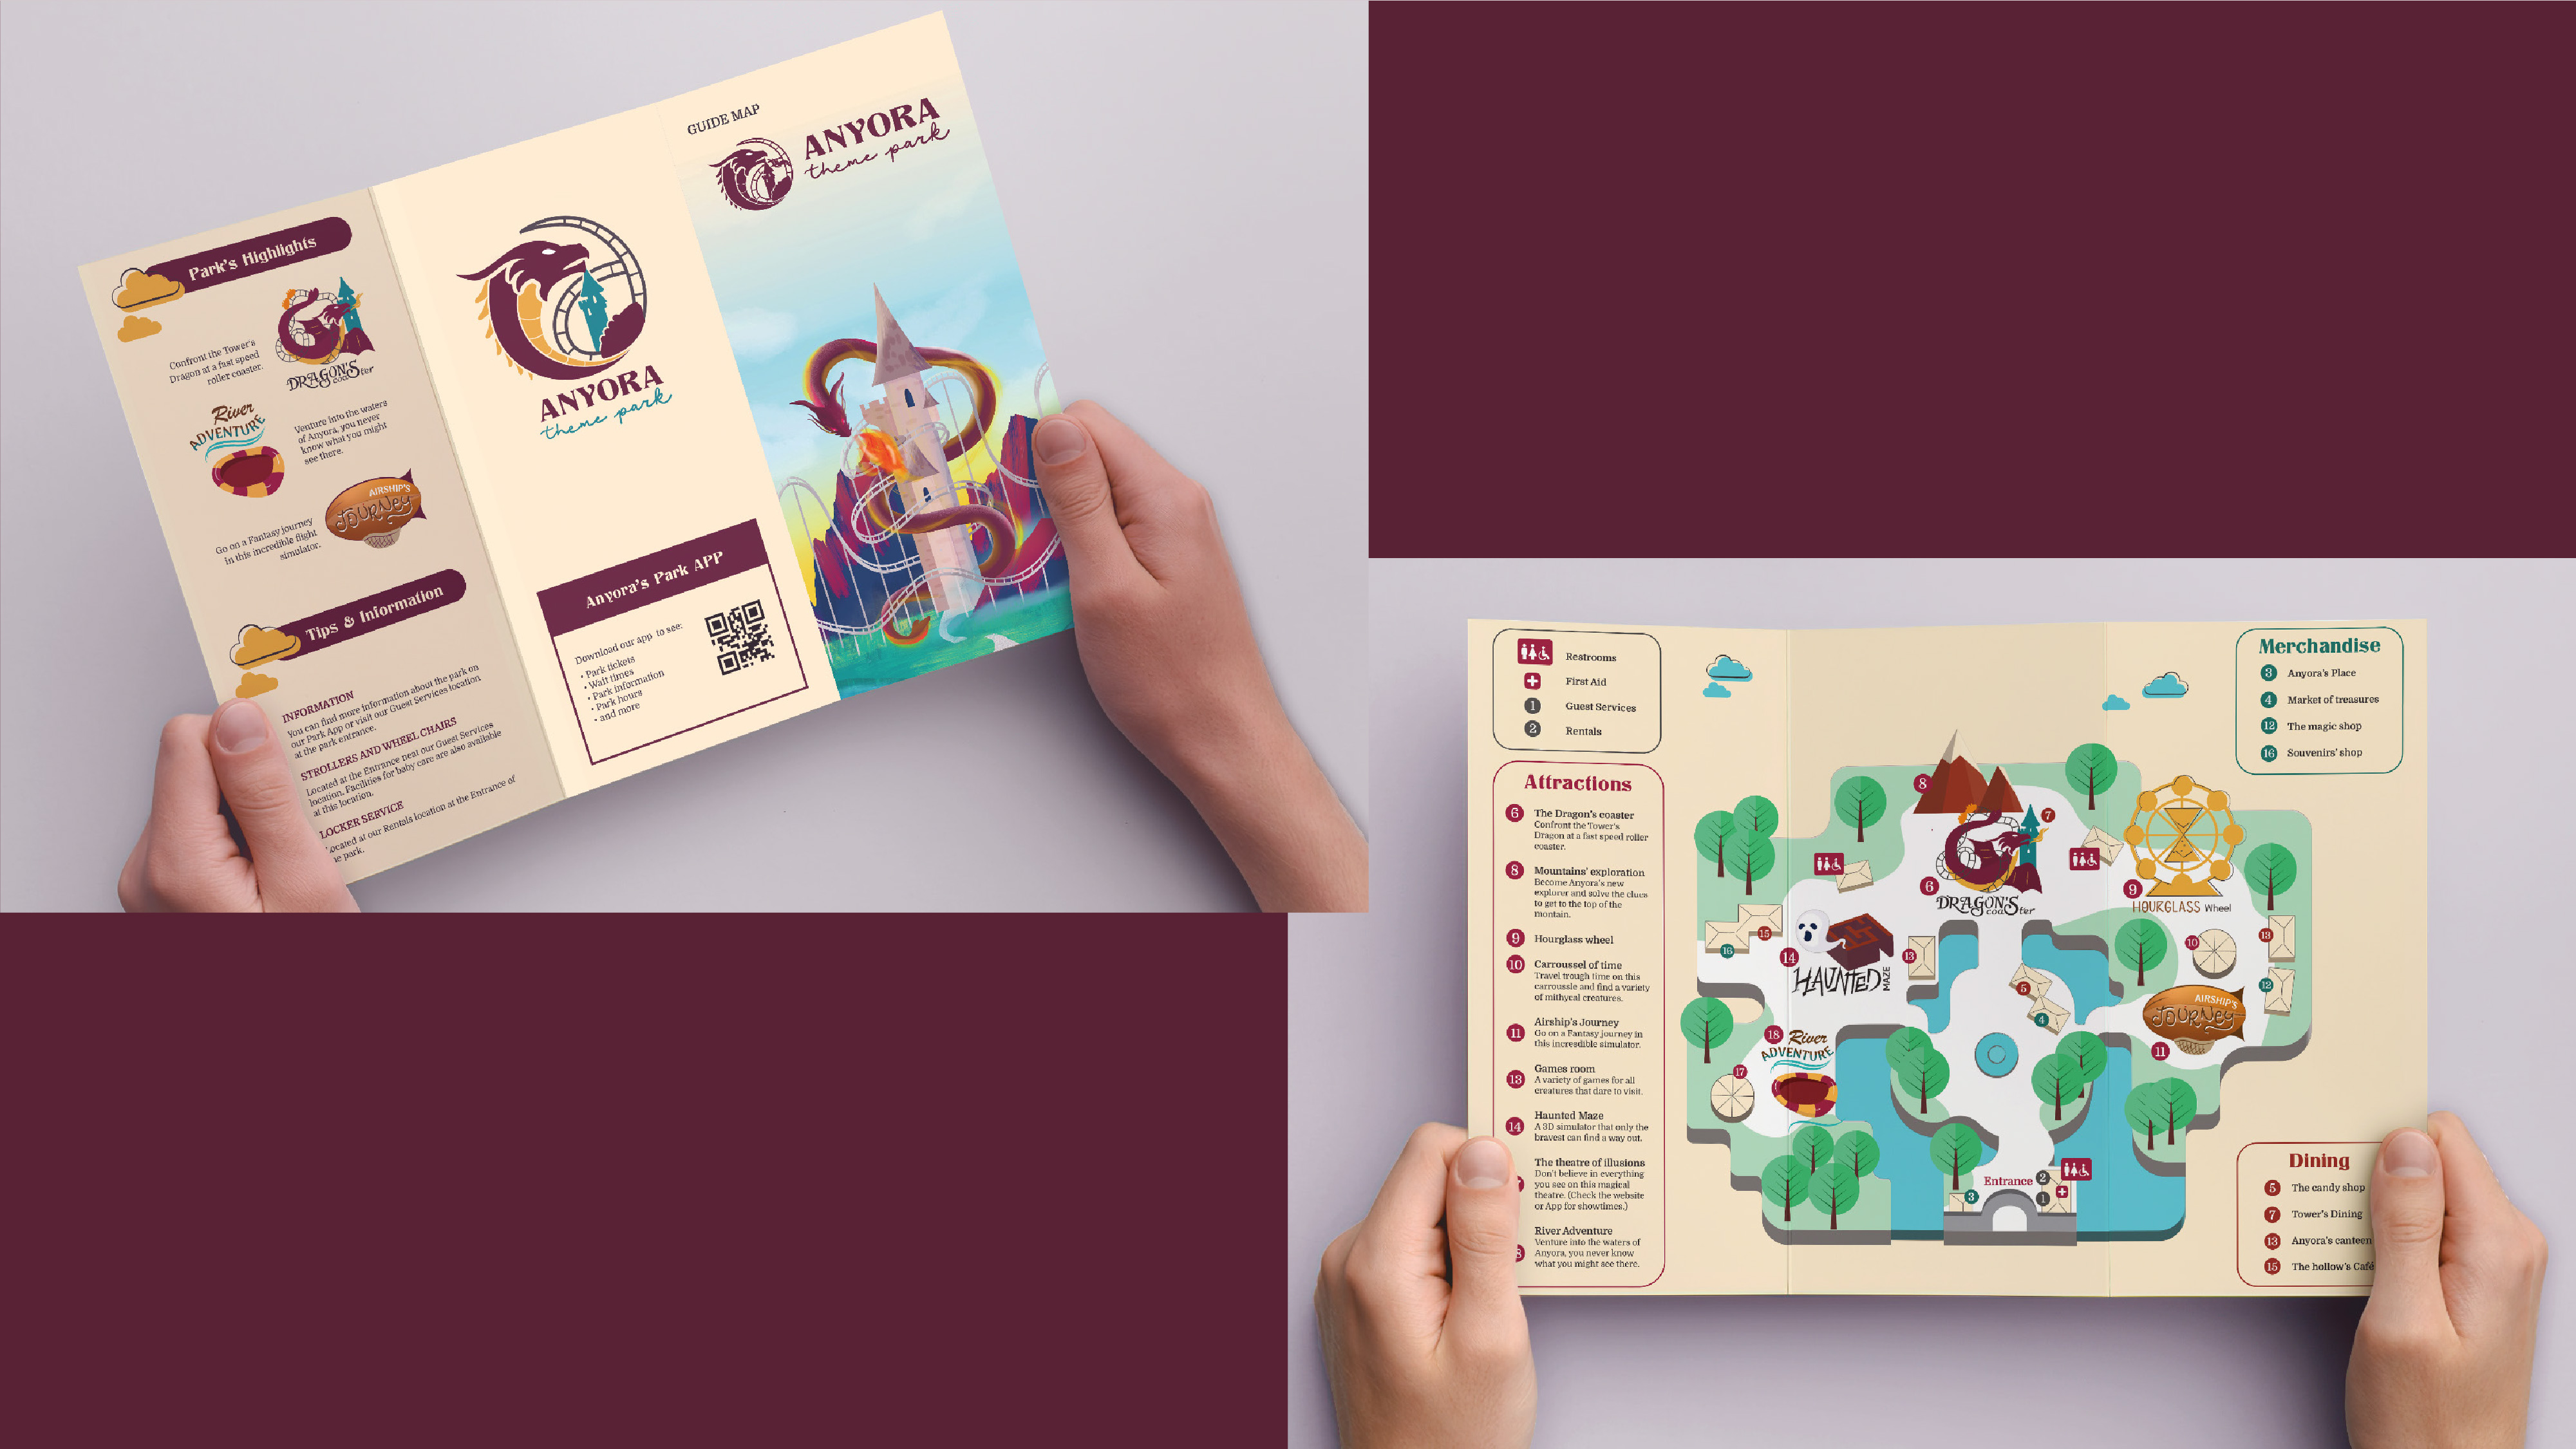 GUIDE MAP
ANYORA
theme park
Park's Highlights
Confront the Tower's
Dragon at a fast speed
roller coaster.
DRAGON'S
coaster
River
ADVENTURE
Venture into the waters
of Anyora, you never
know what you might
see there.
Go on a Fantasy journey
in this incredible flight
simulator.
AIRSHIP'S
JOURNEY
Tips & Information
INFORMATION
You can find more information about the park on
our Park App or visit our Guest Services location
at the park entrance.
STROLLERS AND WHEEL CHAIRS
Located at the Entrance near our Guest Services
location. Facilities for baby care are also available
at this location.
LOCKER SERVICE
Located at our Rentals location at the Entrance of
he park.
ANYORA
theme park
Anyora's Park APP
Download our app to see:
• Park tickets
• Wait times
• Park information
• Park hours
• and more
Restrooms
First Aid
1 Guest Services
2 Rentals
Attractions
6 The Dragon's coaster
Confront the Tower's
Dragon at a fast speed roller
coaster.
8 Mountains' exploration
Become Anyora's new
explorer and solve the clues
to get to the top of the
montain.
9 Hourglass wheel
10 Carroussel of time
Travel trough time on this
carroussle and find a variety
of mithycal creatures.
11 Airship's Journey
Go on a Fantasy journey in
this incresdible simulator.
13 Games room
A variety of games for all
creatures that dare to visit.
14 Haunted Maze
A 3D simulator that only the
bravest can find a way out.
The theatre of illusions
Don't believe in everything
you see on this magical
theatre. (Check the website
or App for showtimes.)
River Adventure
Venture into the waters of
Anyora, you never know
what you might see there.
Merchandise
3 Anyora's Place
4 Market of treasures
12 The magic shop
16 Souvenirs' shop
8
7
6
DRAGON'S
coaster
9
HOURGLASS Wheel
15
16
14
HAUNTED
MAZE
13
10
13
12
5
4
AIRSHIP'S
JOURNEY
11
18
River
ADVENTURE
17
Entrance
2
1
3
Dining
5 The candy shop
7 Tower's Dining
13 Anyora's canteen
15 The hollow's Café